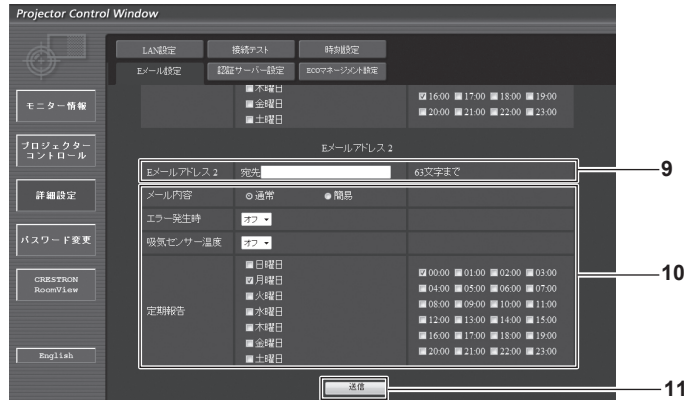 Projector Control Window
LAN設定 接続テスト 時刻設定
Eメール設定 認証サーバー設定 ECOマネージメント設定
モニター情報
プロジェクター
コントロール
詳細設定
パスワード変更
CRESTRON
RoomView
English
木曜日
金曜日
土曜日
16:00 17:00 18:00 19:00
20:00 21:00 22:00 23:00
Eメールアドレス 2
Eメールアドレス 2 宛先 63文字まで
9
メール内容 通常 簡易
エラー発生時 オフ
吸気センサー温度 オフ
定期報告
日曜日
月曜日
火曜日
水曜日
木曜日
金曜日
土曜日
00:00 01:00 02:00 03:00
04:00 05:00 06:00 07:00
08:00 09:00 10:00 11:00
12:00 13:00 14:00 15:00
16:00 17:00 18:00 19:00
20:00 21:00 22:00 23:00
10
送信
11